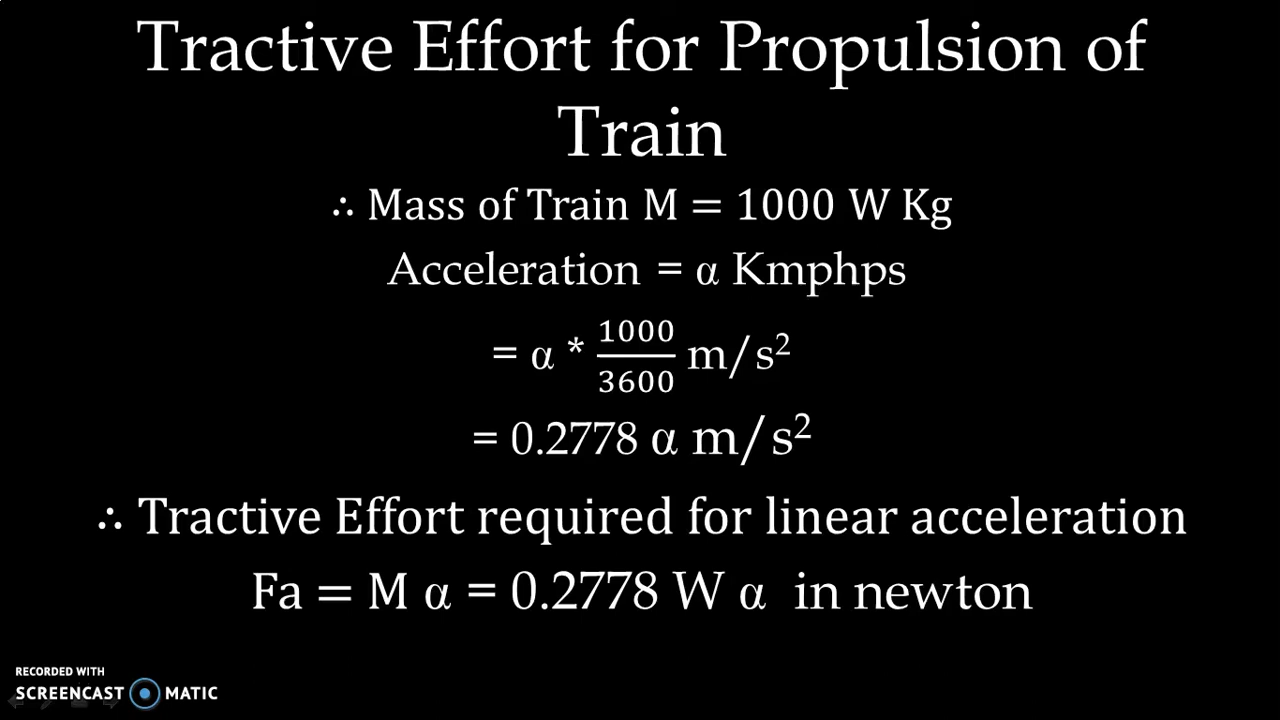 Tractive Effort for Propulsion of
Train
∴ Mass of Train M = 1000 W Kg
Acceleration = α Kmphps
= α * 1000/3600 m/s²
= 0.2778 α m/s²
∴ Tractive Effort required for linear acceleration
Fa = M α = 0.2778 W α in newton
RECORDED WITH
SCREENCAST MATIC